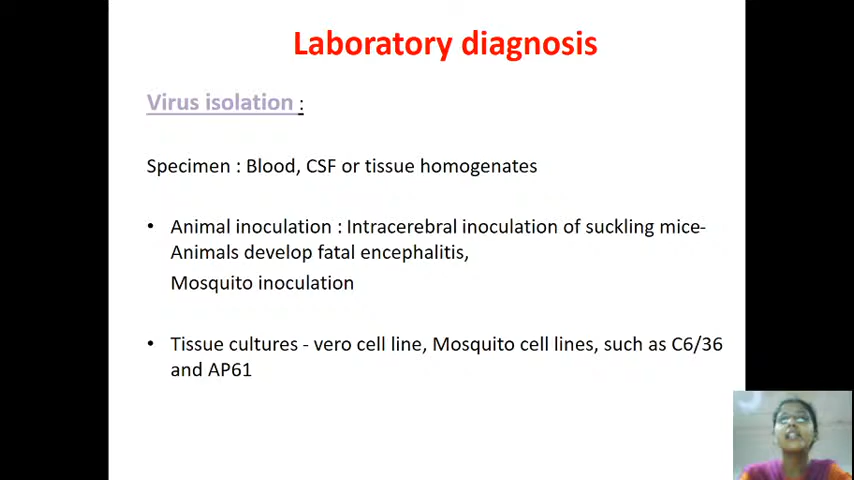 Laboratory diagnosis
Virus isolation :
Specimen : Blood, CSF or tissue homogenates
• Animal inoculation : Intracerebral inoculation of suckling mice-
Animals develop fatal encephalitis,
Mosquito inoculation
• Tissue cultures - vero cell line, Mosquito cell lines, such as C6/36
and AP61